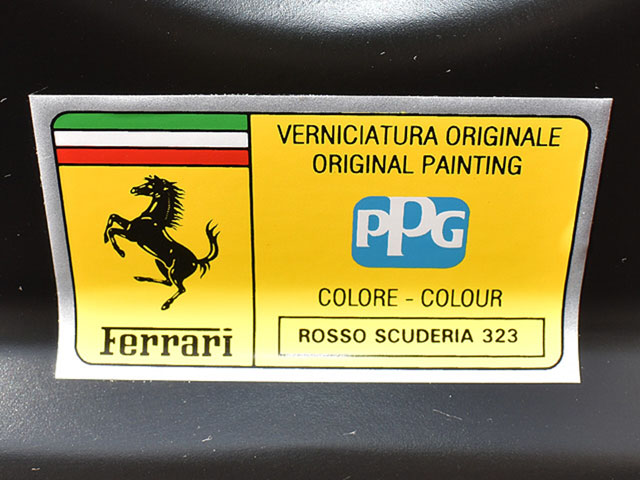 VERNICIATURA ORIGINALE
ORIGINAL PAINTING
PPG
COLORE - COLOUR
ROSSO SCUDERIA 323
Ferrari